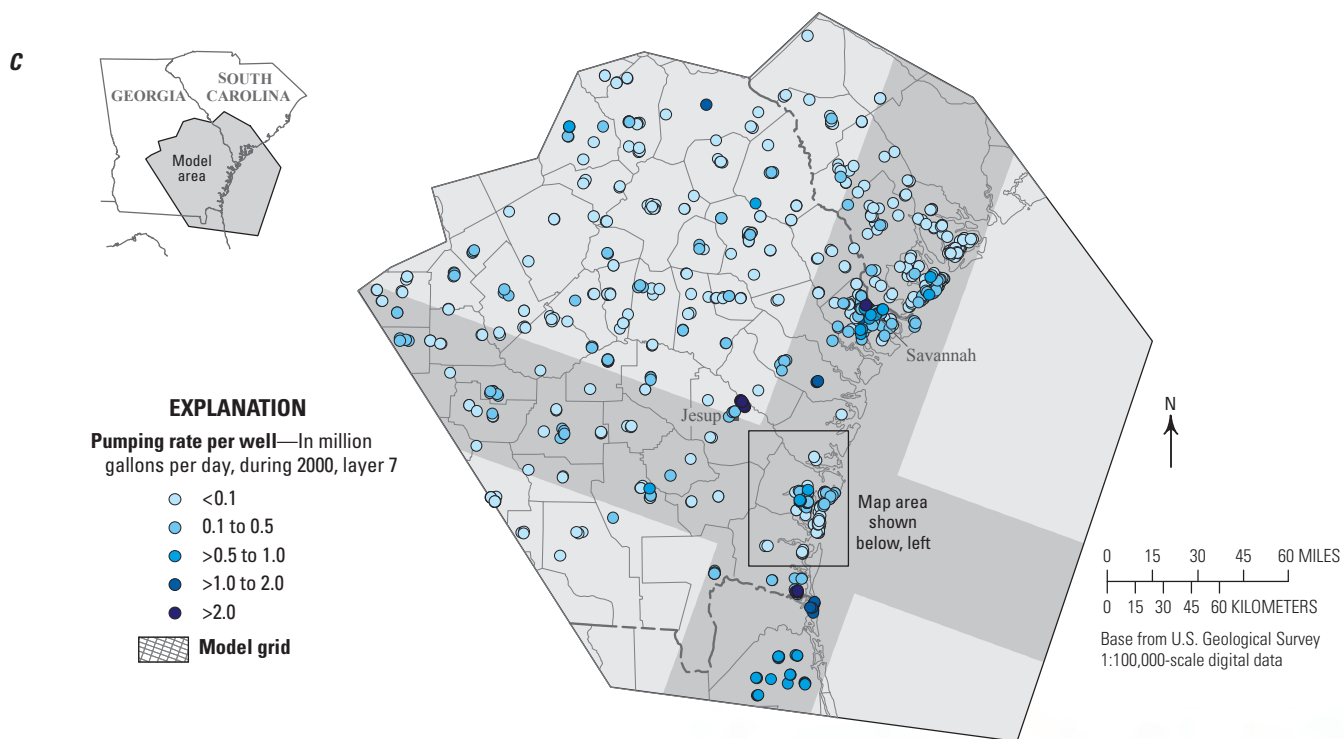 C
GEORGIA
SOUTH
CAROLINA
Model
area
EXPLANATION
Pumping rate per well—In million
gallons per day, during 2000, layer 7
<0.1
0.1 to 0.5
>0.5 to 1.0
>1.0 to 2.0
>2.0
Model grid
Savannah
Jesup
Map area
shown
below, left
N
0 15 30 45 60 MILES
0 15 30 45 60 KILOMETERS
Base from U.S. Geological Survey
1:100,000-scale digital data